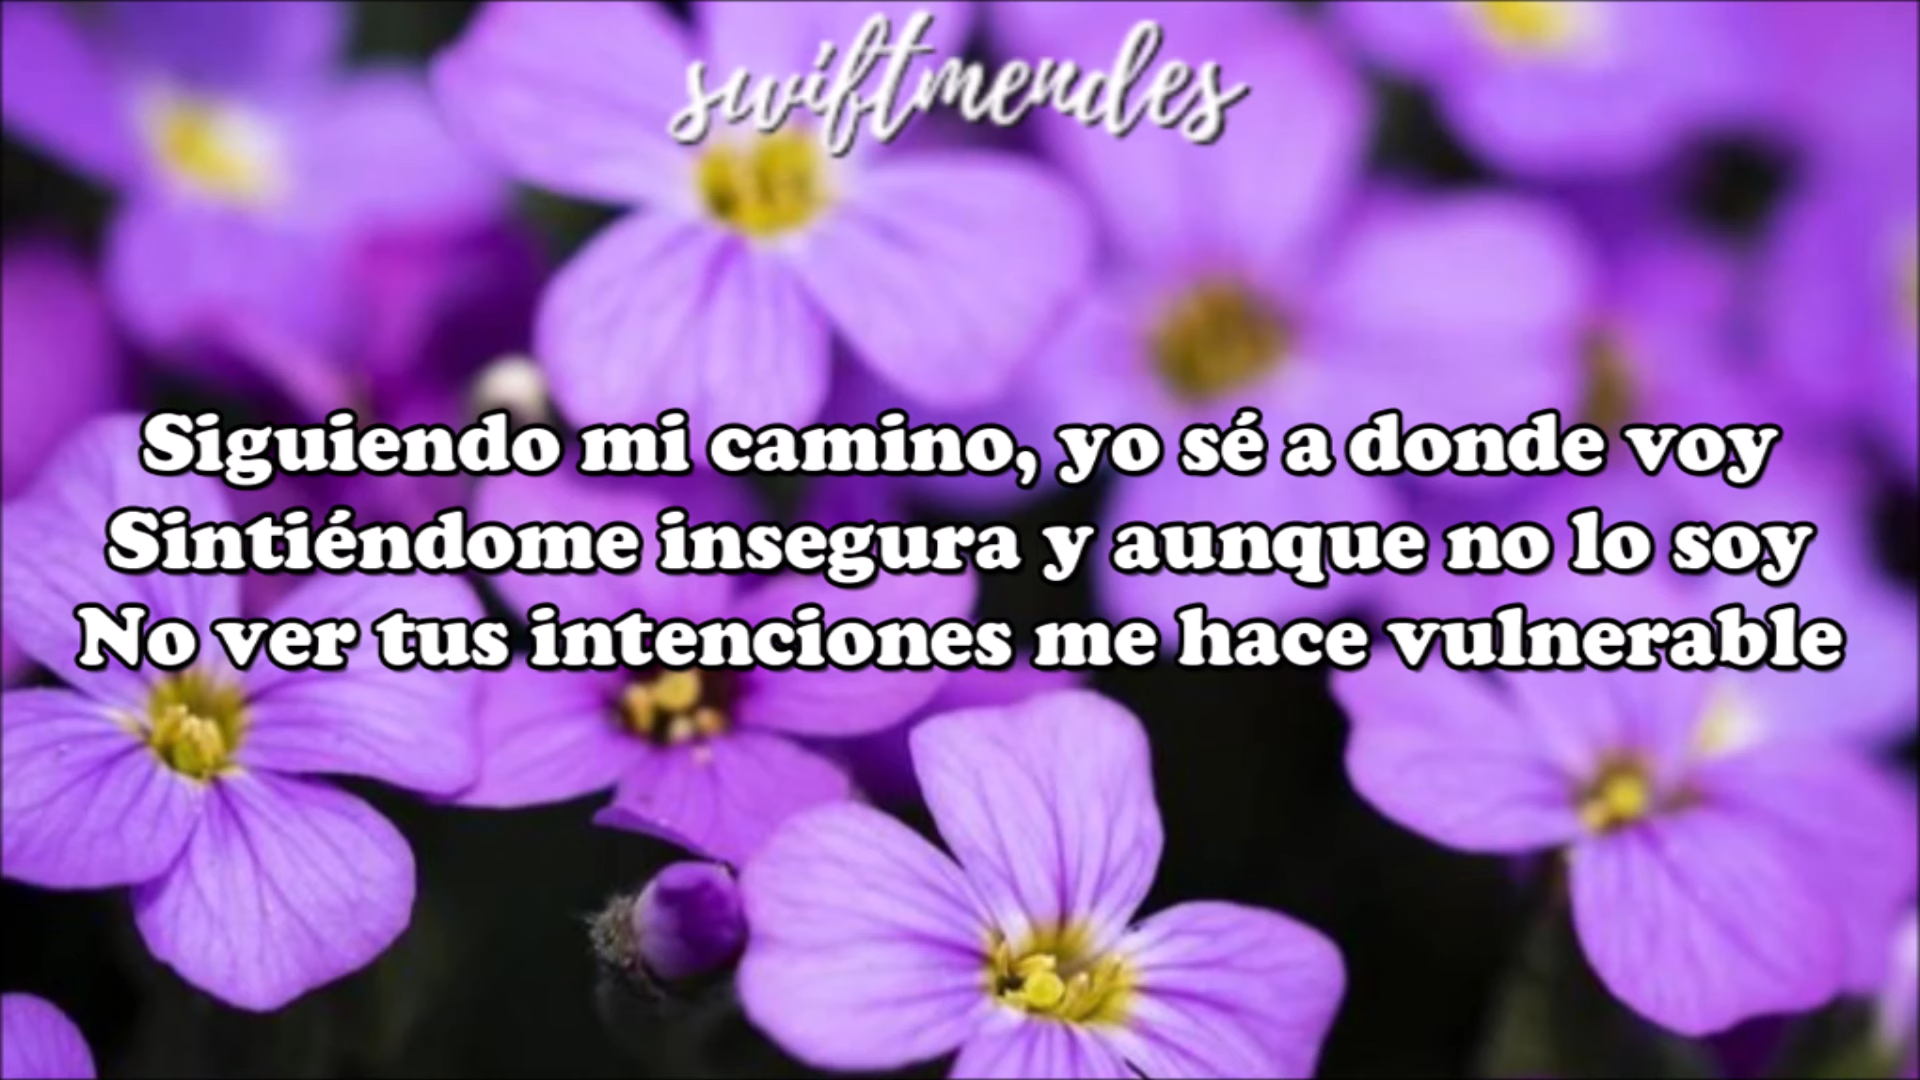 swiftmendes
Siguiendo mi camino, yo sé a donde voy
Sintiéndome insegura y aunque no lo soy
No ver tus intenciones me hace vulnerable